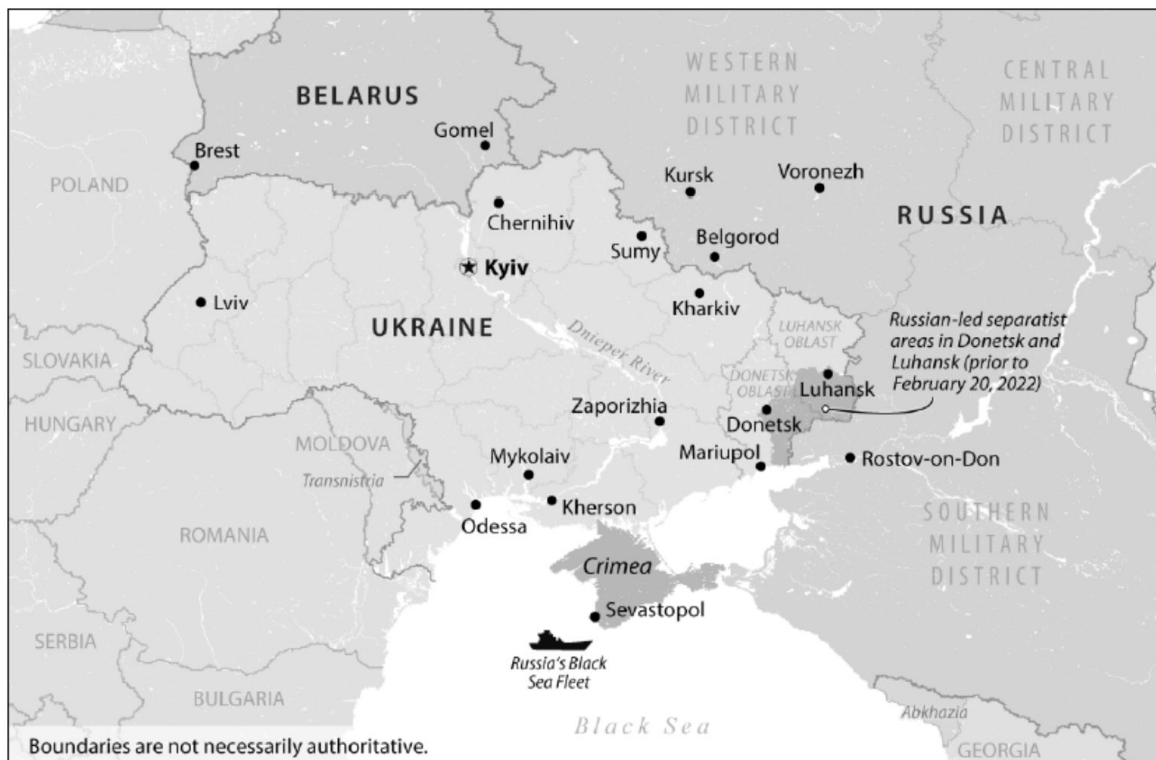 WESTERN
MILITARY
DISTRICT
CENTRAL
MILITARY
DISTRICT
BELARUS
Gomel
Brest
POLAND
Kursk
Voronezh
RUSSIA
Chernihiv
Sumy
Belgorod
Kyiv
Lviv
Kharkiv
UKRAINE
Dnieper River
LUHANSK
OBLAST
Russian-led separatist
areas in Donetsk and
Luhansk (prior to
February 20, 2022)
SLOVAKIA
DONETSK
OBLAST
Luhansk
HUNGARY
Zaporizhia
Donetsk
MOLDOVA
Transnistria
Mykolaiv
Mariupol
Rostov-on-Don
Kherson
Odessa
ROMANIA
SOUTHERN
MILITARY
DISTRICT
Crimea
Sevastopol
SERBIA
Russia's Black
Sea Fleet
BULGARIA
Black Sea
Abkhazia
GEORGIA
Boundaries are not necessarily authoritative.